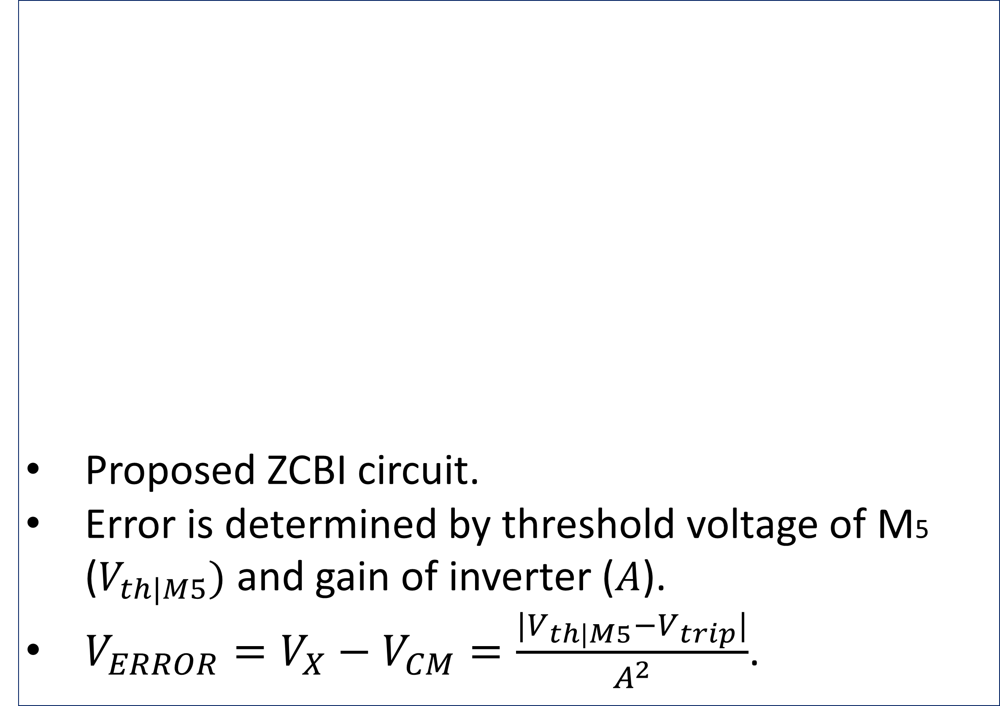 • Proposed ZCBI circuit.
• Error is determined by threshold voltage of M₅
(V_{th|M5}) and gain of inverter (A).
• V_{ERROR} = V_X − V_{CM} = \frac{|V_{th|M5}−V_{trip}|}{A^2}.